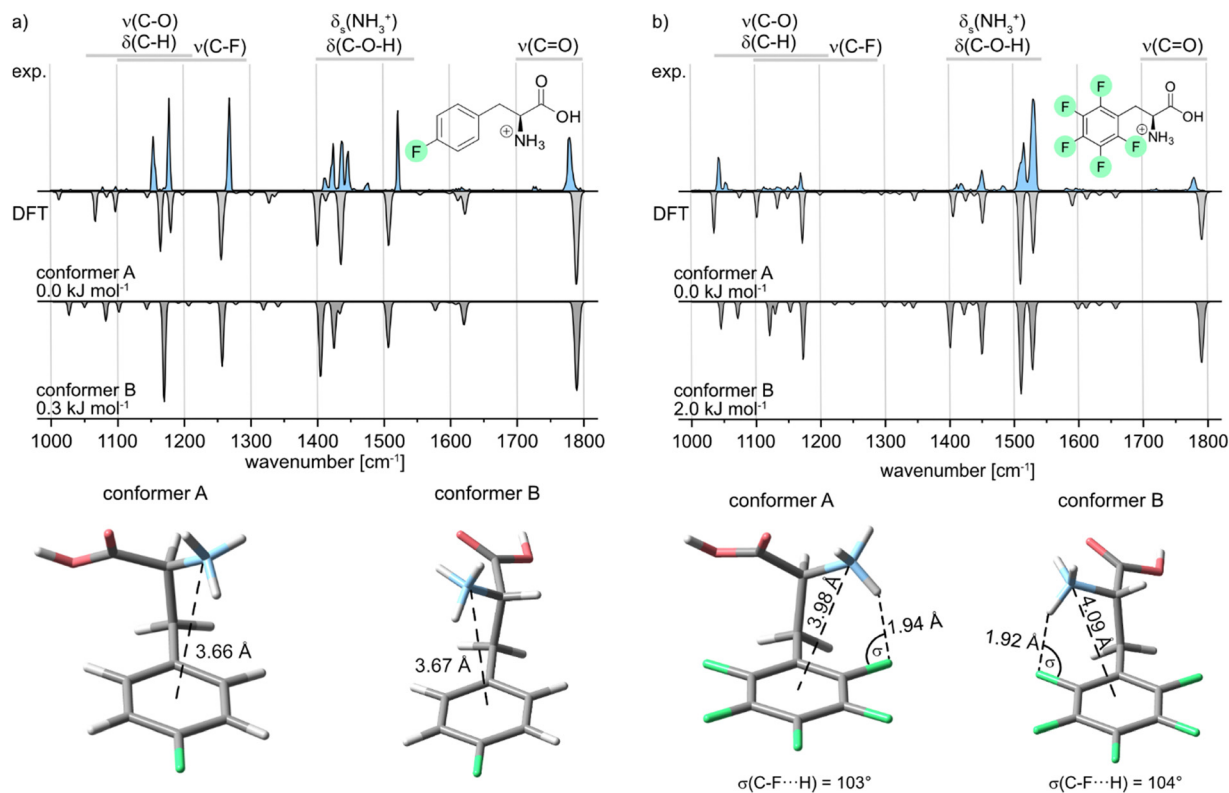 a)
ν(C-O)
δ(C-H)
ν(C-F)
δₛ(NH₃⁺)
δ(C-O-H)
ν(C=O)
exp.
F
O
OH
⊕
NH₃
DFT
conformer A
0.0 kJ mol⁻¹
conformer B
0.3 kJ mol⁻¹
1000 1100 1200 1300 1400 1500 1600 1700 1800
wavenumber [cm⁻¹]
conformer A
conformer B
3.66 Å
3.67 Å
b)
ν(C-O)
δ(C-H)
ν(C-F)
δₛ(NH₃⁺)
δ(C-O-H)
ν(C=O)
exp.
F
F
F
F
F
O
OH
⊕
NH₃
DFT
conformer A
0.0 kJ mol⁻¹
conformer B
2.0 kJ mol⁻¹
1000 1100 1200 1300 1400 1500 1600 1700 1800
wavenumber [cm⁻¹]
conformer A
conformer B
3.98 Å
1.94 Å
σ
4.09 Å
1.92 Å
σ
σ(C-F···H) = 103°
σ(C-F···H) = 104°